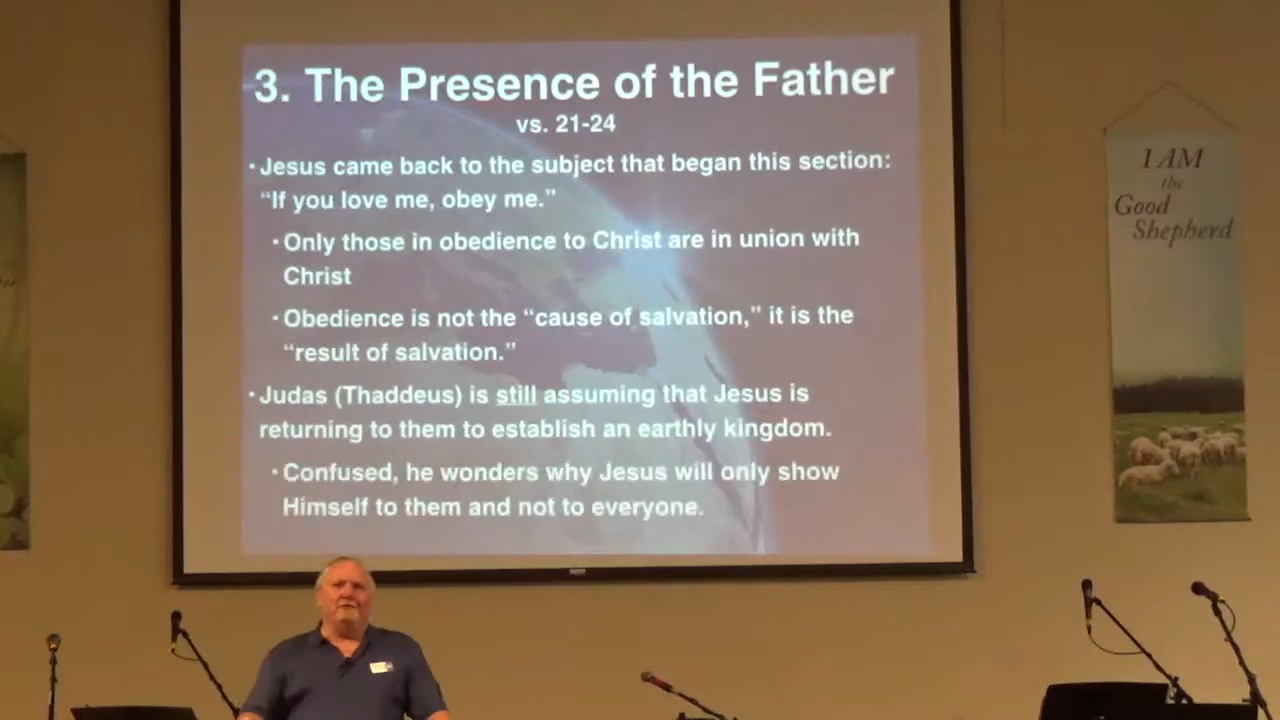 3. The Presence of the Father
vs. 21-24
· Jesus came back to the subject that began this section:
“If you love me, obey me.”
· Only those in obedience to Christ are in union with
Christ
· Obedience is not the “cause of salvation,” it is the
“result of salvation.”
· Judas (Thaddeus) is still assuming that Jesus is
returning to them to establish an earthly kingdom.
· Confused, he wonders why Jesus will only show
Himself to them and not to everyone.
I AM
the
Good
Shepherd